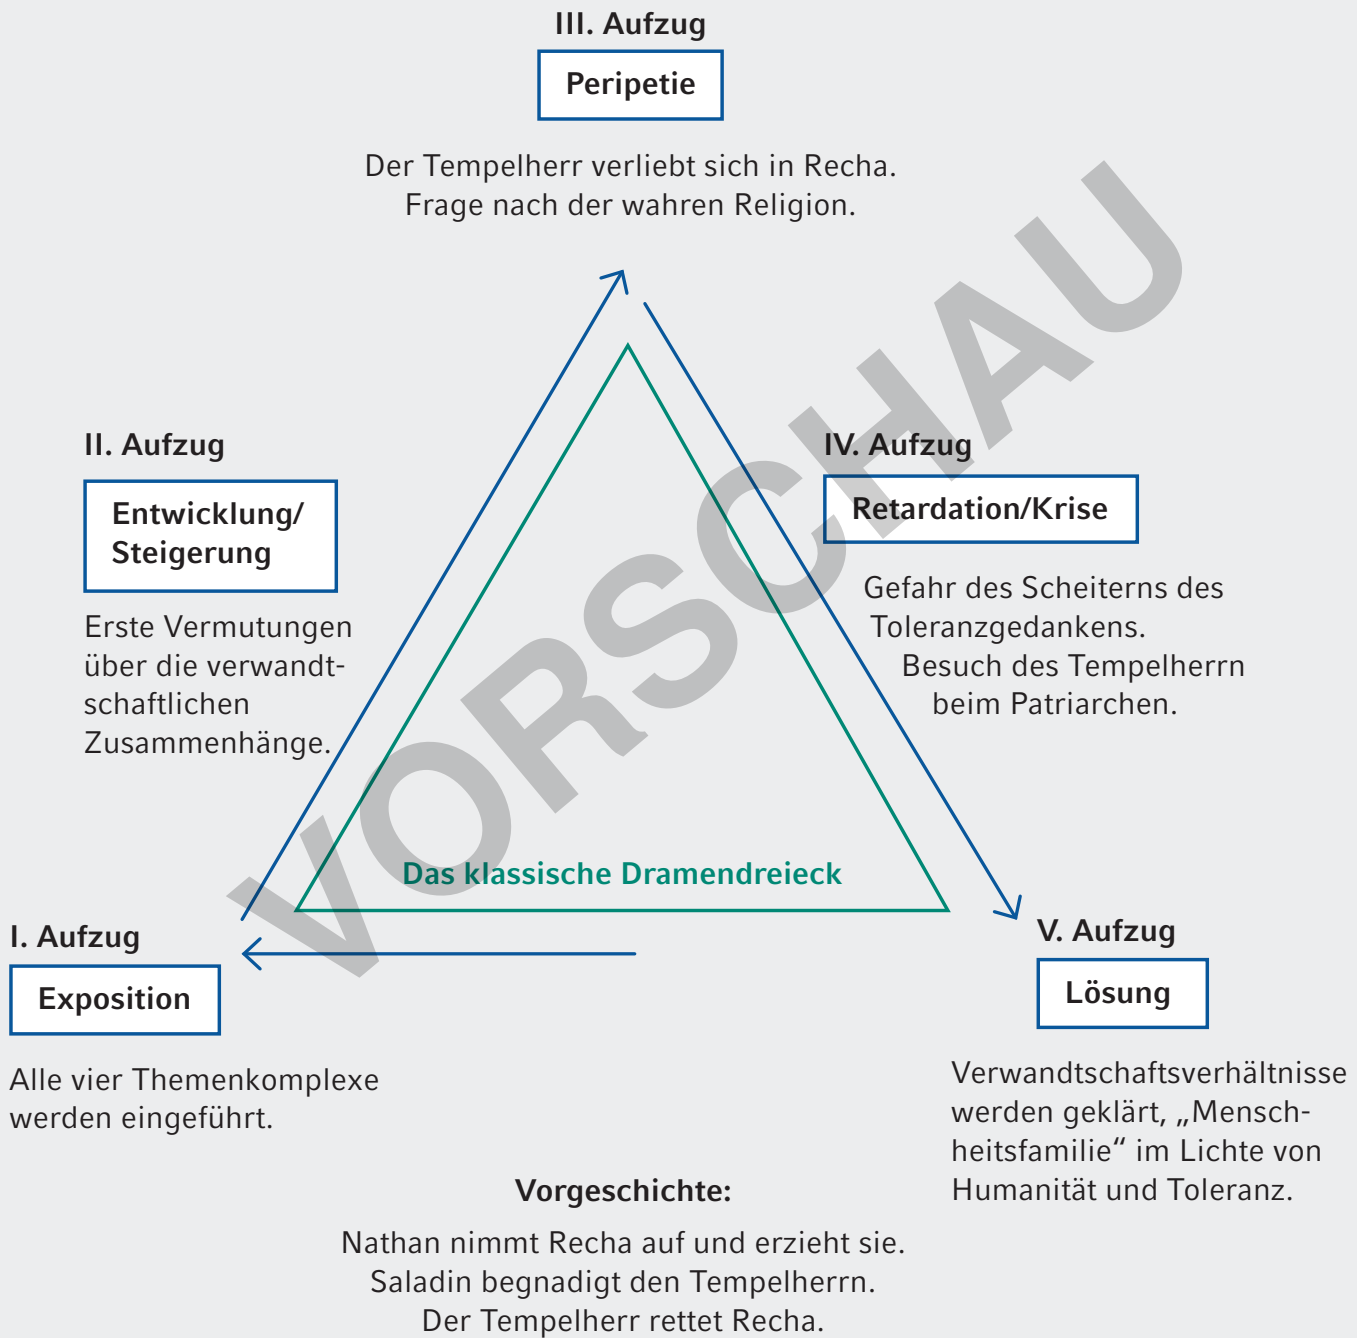 III. Aufzug
Peripetie
Der Tempelherr verliebt sich in Recha.
Frage nach der wahren Religion.
II. Aufzug
Entwicklung/
Steigerung
Erste Vermutungen
über die verwandt-
schaftlichen
Zusammenhänge.
IV. Aufzug
Retardation/Krise
Gefahr des Scheiterns des
Toleranzgedankens.
Besuch des Tempelherrn
beim Patriarchen.
VORSCHAU
Das klassische Dramendreieck
I. Aufzug
Exposition
Alle vier Themenkomplexe
werden eingeführt.
V. Aufzug
Lösung
Verwandtschaftsverhältnisse
werden geklärt, „Mensch-
heitsfamilie“ im Lichte von
Humanität und Toleranz.
Vorgeschichte:
Nathan nimmt Recha auf und erzieht sie.
Saladin begnadigt den Tempelherrn.
Der Tempelherr rettet Recha.